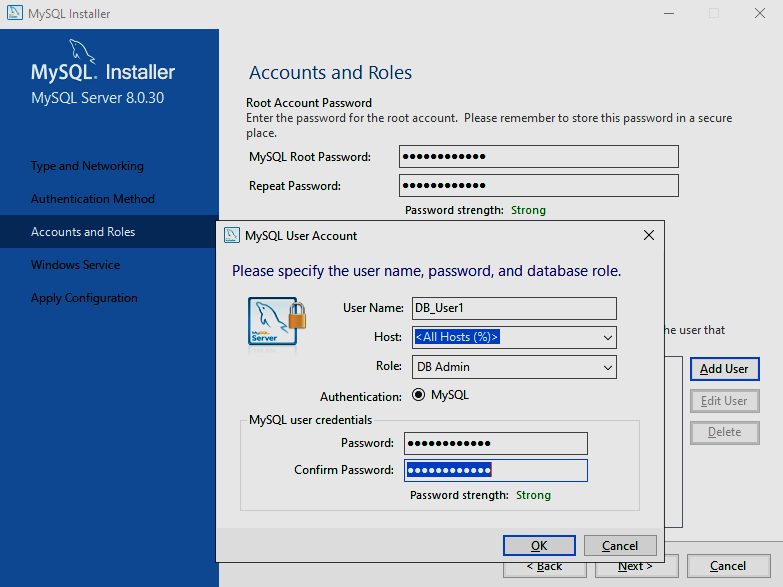 MySQL Installer
MySQL. Installer
MySQL Server 8.0.30
Type and Networking
Authentication Method
Accounts and Roles
Windows Service
Apply Configuration
Accounts and Roles
Root Account Password
Enter the password for the root account.  Please remember to store this password in a secure
place.
MySQL Root Password: ●●●●●●●●●●●●
Repeat Password: ●●●●●●●●●●●●
Password strength: Strong
he user that
Add User
Edit User
Delete
MySQL User Account
Please specify the user name, password, and database role.
MySQL
Server
User Name: DB_User1
Host: <All Hosts (%)>
Role: DB Admin
Authentication: MySQL
MySQL user credentials
Password: ●●●●●●●●●●●●
Confirm Password: ●●●●●●●●●●●●
Password strength: Strong
OK Cancel
< Back Next > Cancel